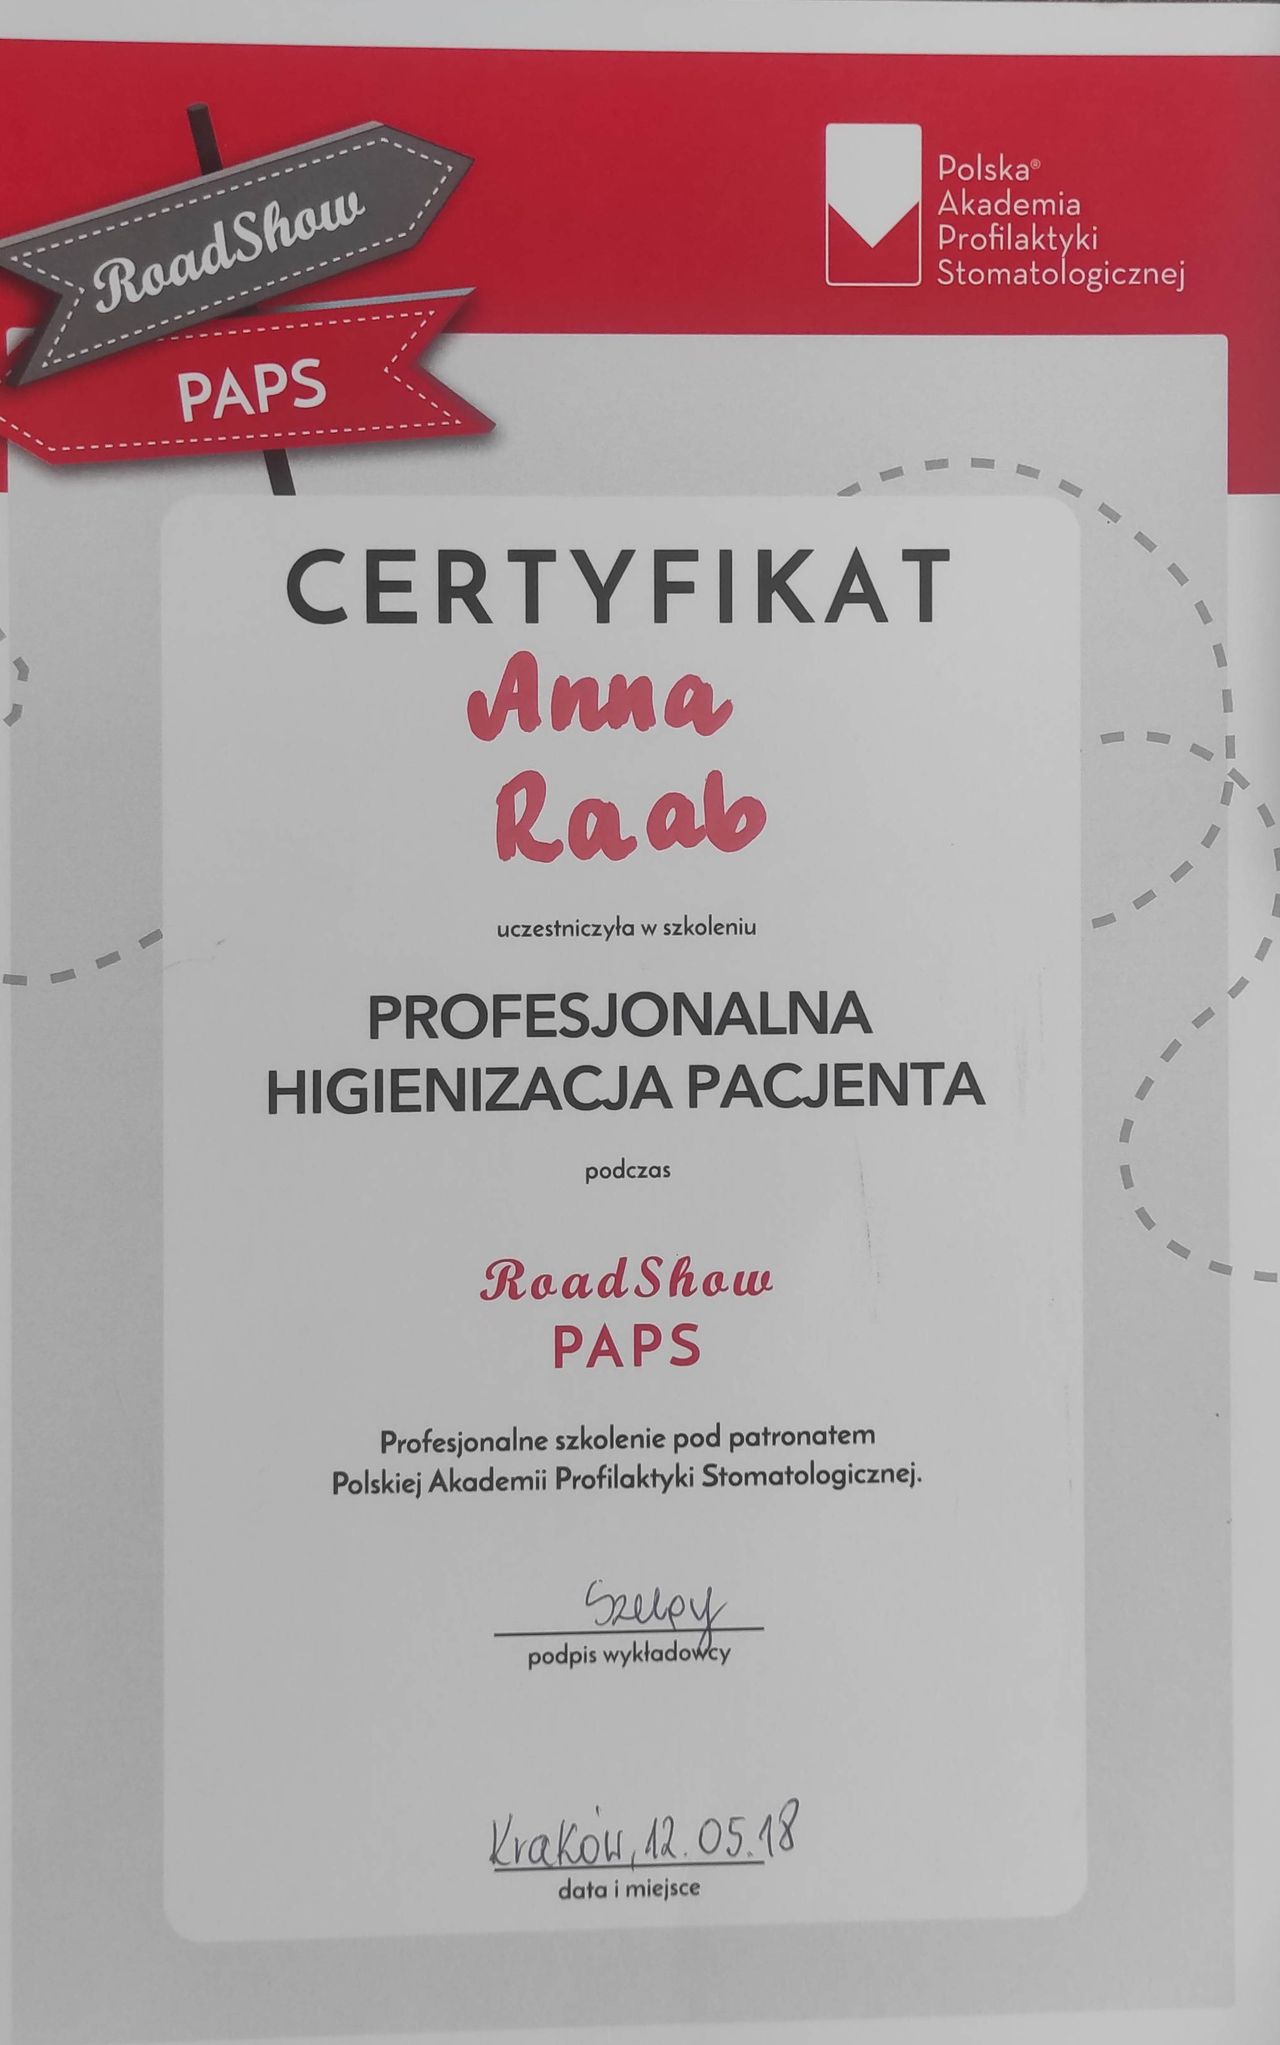 RoadShow
PAPS
Polska®
Akademia
Profilaktyki
Stomatologicznej
CERTYFIKAT
Anna
Raab
uczestniczyła w szkoleniu
PROFESJONALNA
HIGIENIZACJA PACJENTA
podczas
RoadShow
PAPS
Profesjonalne szkolenie pod patronatem
Polskiej Akademii Profilaktyki Stomatologicznej.
podpis wykładowcy
Kraków, 12.05.18
data i miejsce